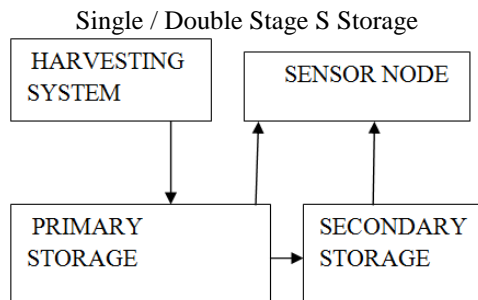 Single / Double Stage S Storage
HARVESTING
SYSTEM
SENSOR NODE
PRIMARY
STORAGE
SECONDARY
STORAGE